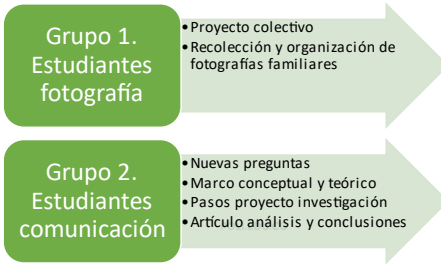 Grupo 1.
Estudiantes
fotografía
• Proyecto colectivo
• Recolección y organización de
fotografías familiares
Grupo 2.
Estudiantes
comunicación
• Nuevas preguntas
• Marco conceptual y teórico
• Pasos proyecto investigación
• Artículo análisis y conclusiones